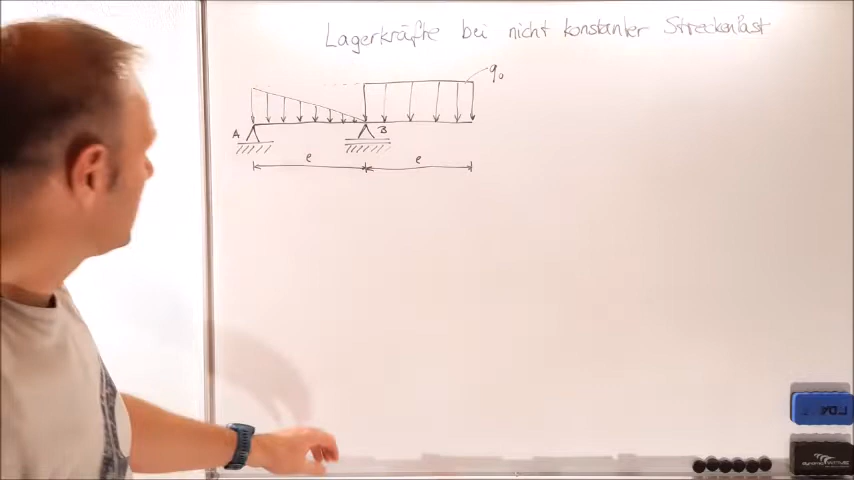 Lagerkräfte bei nicht konstanter Streckenlast
q₀
A
B
l
l